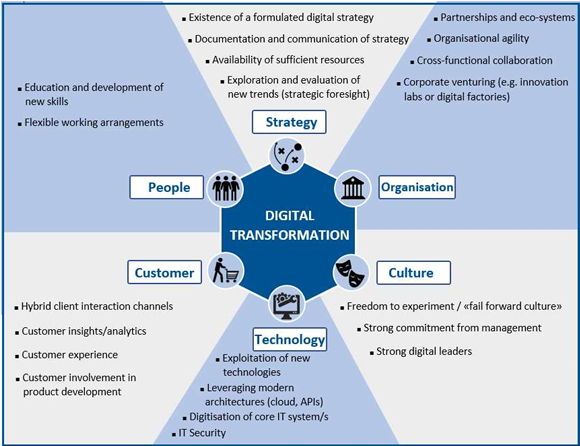 Existence of a formulated digital strategy
Documentation and communication of strategy
Availability of sufficient resources
Exploration and evaluation of
new trends (strategic foresight)
Strategy
Partnerships and eco-systems
Organisational agility
Cross-functional collaboration
Corporate venturing (e.g. innovation
labs or digital factories)
Organisation
Education and development of
new skills
Flexible working arrangements
People
DIGITAL
TRANSFORMATION
Customer
Hybrid client interaction channels
Customer insights/analytics
Customer experience
Customer involvement in
product development
Culture
Freedom to experiment / «fail forward culture»
Strong commitment from management
Strong digital leaders
Technology
Exploitation of new
technologies
Leveraging modern
architectures (cloud, APIs)
Digitisation of core IT system/s
IT Security